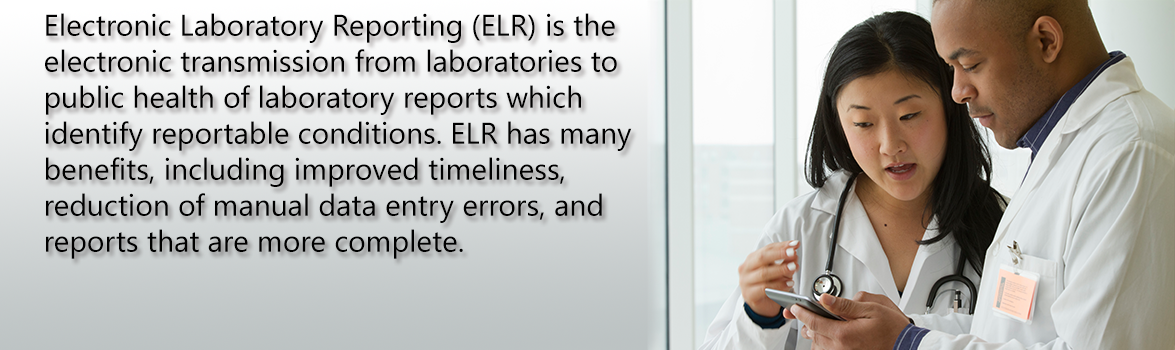 Electronic Laboratory Reporting (ELR) is the
electronic transmission from laboratories to
public health of laboratory reports which
identify reportable conditions. ELR has many
benefits, including improved timeliness,
reduction of manual data entry errors, and
reports that are more complete.